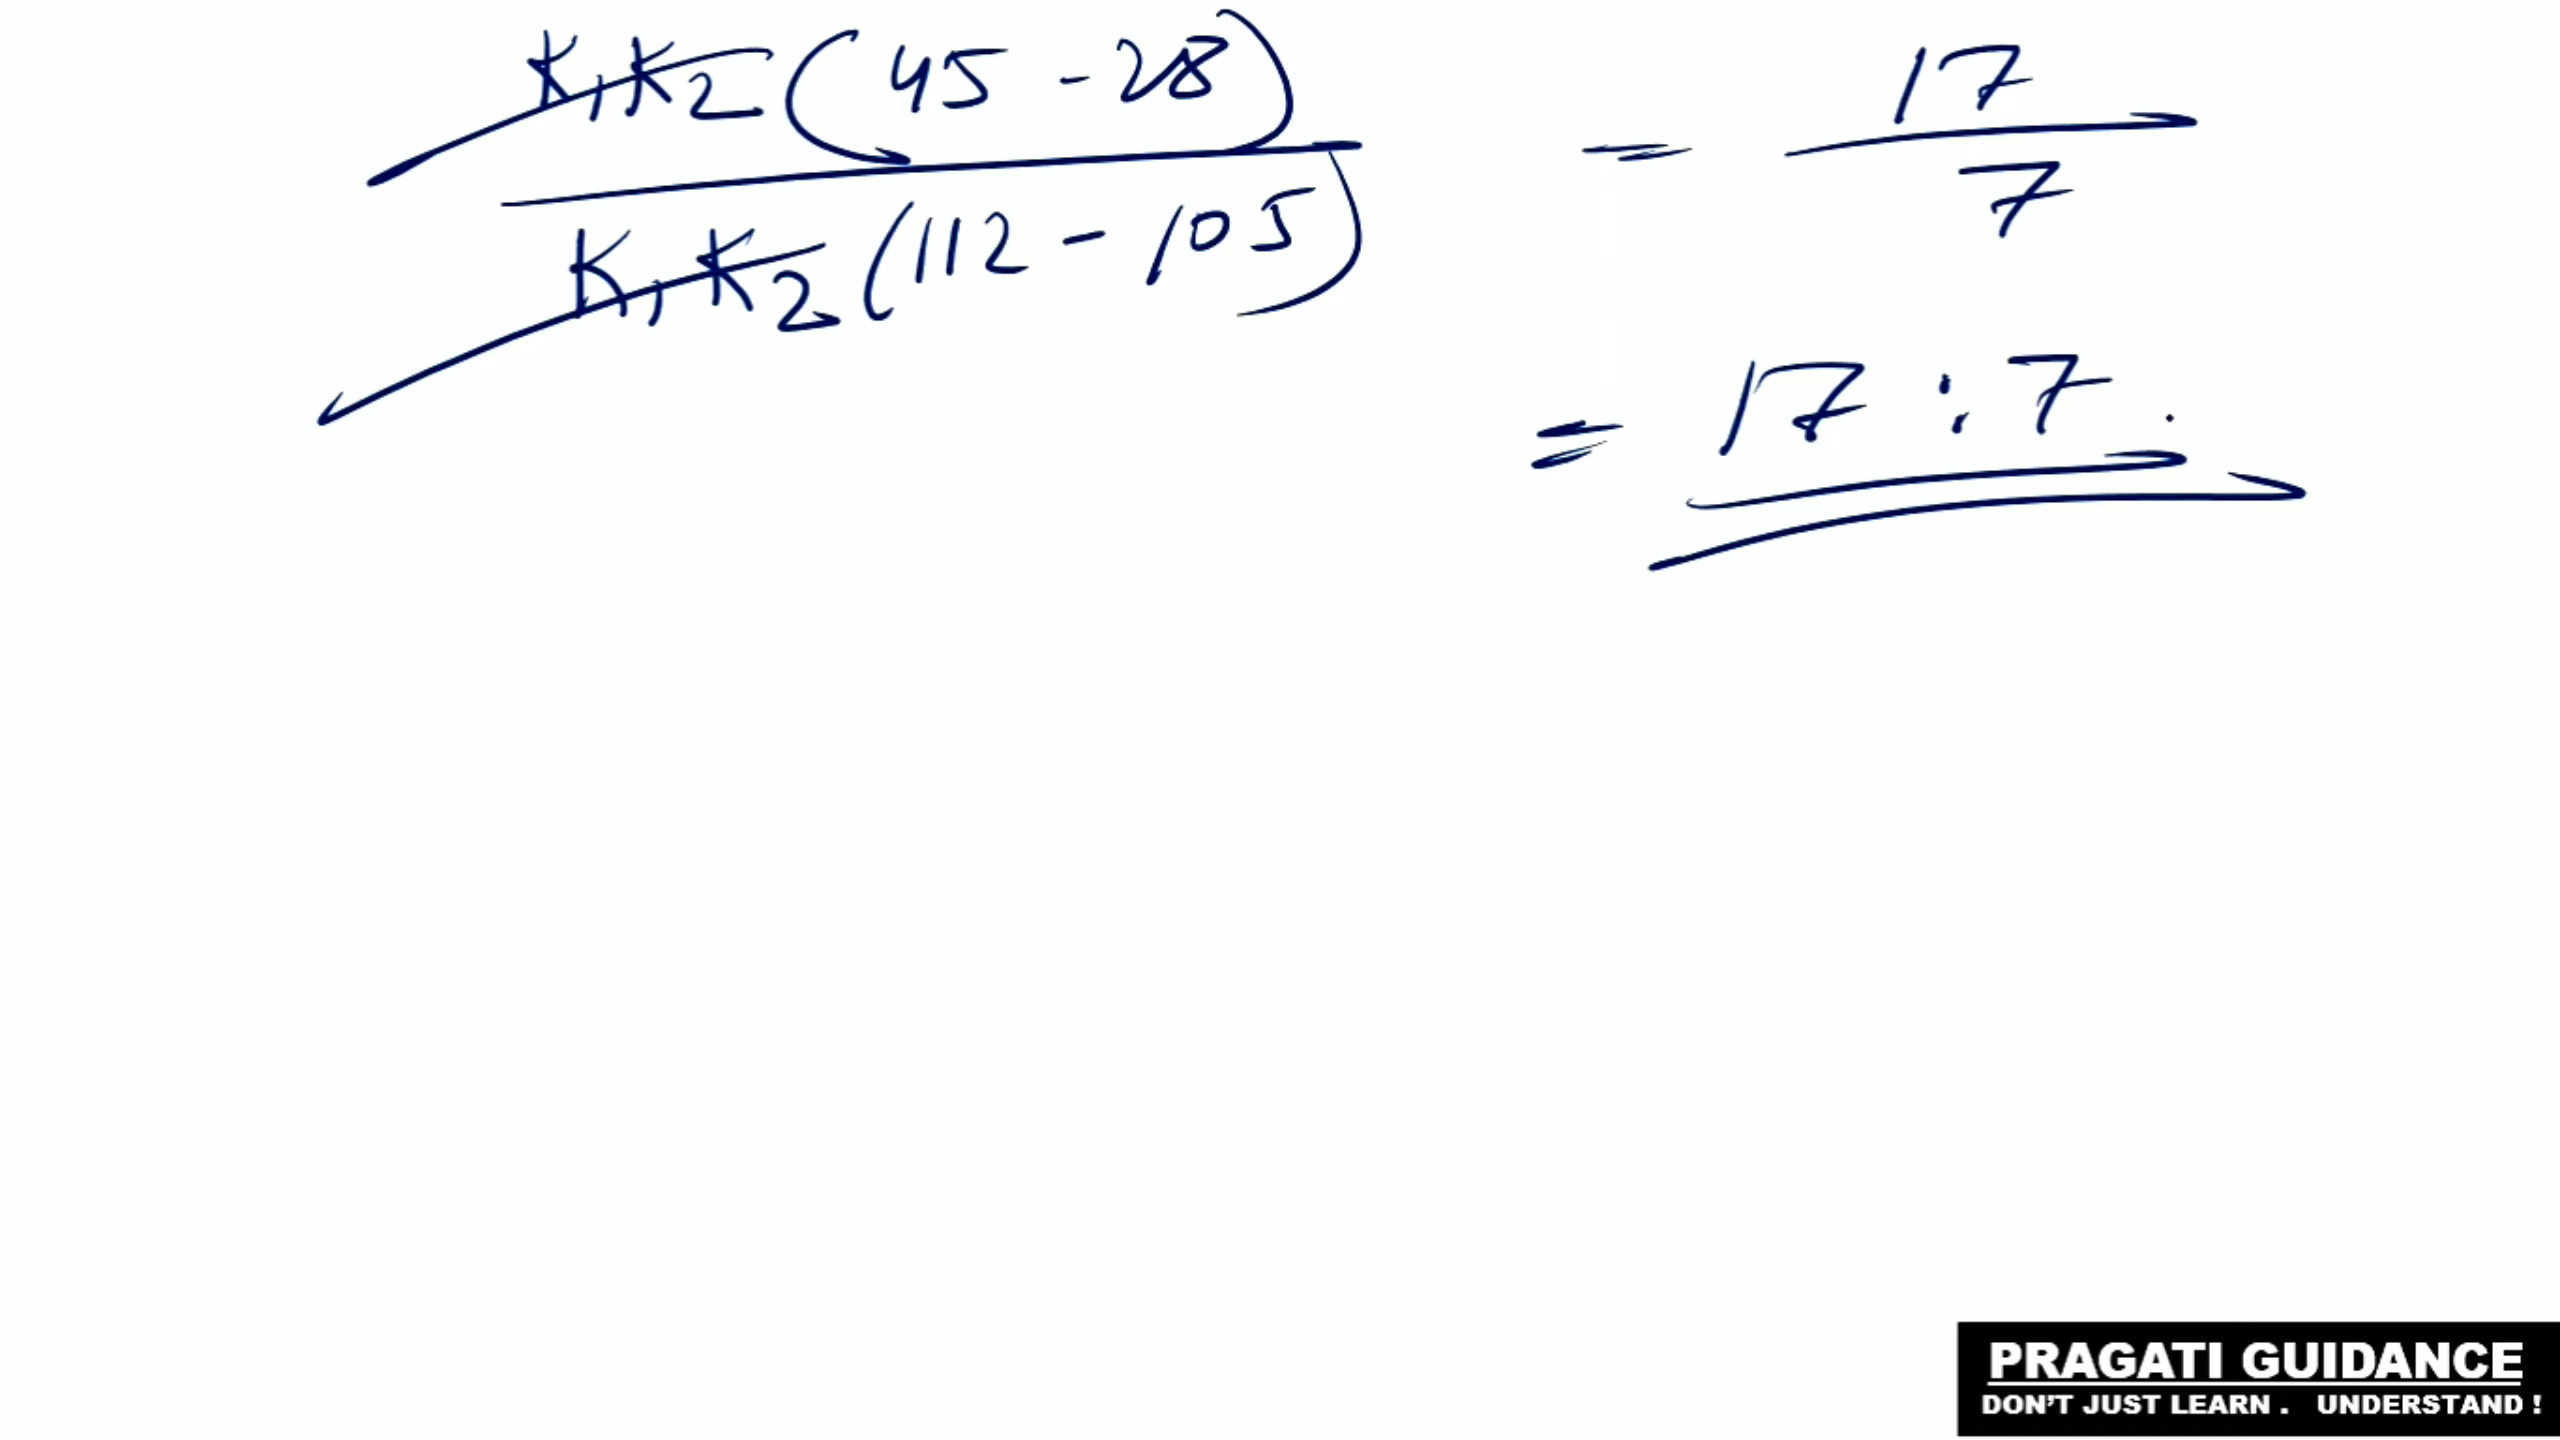 K₁K₂(45 - 28)
K₁K₂(112 - 105)
= 17
7
= 17 : 7.
PRAGATI GUIDANCE
DON'T JUST LEARN . UNDERSTAND !